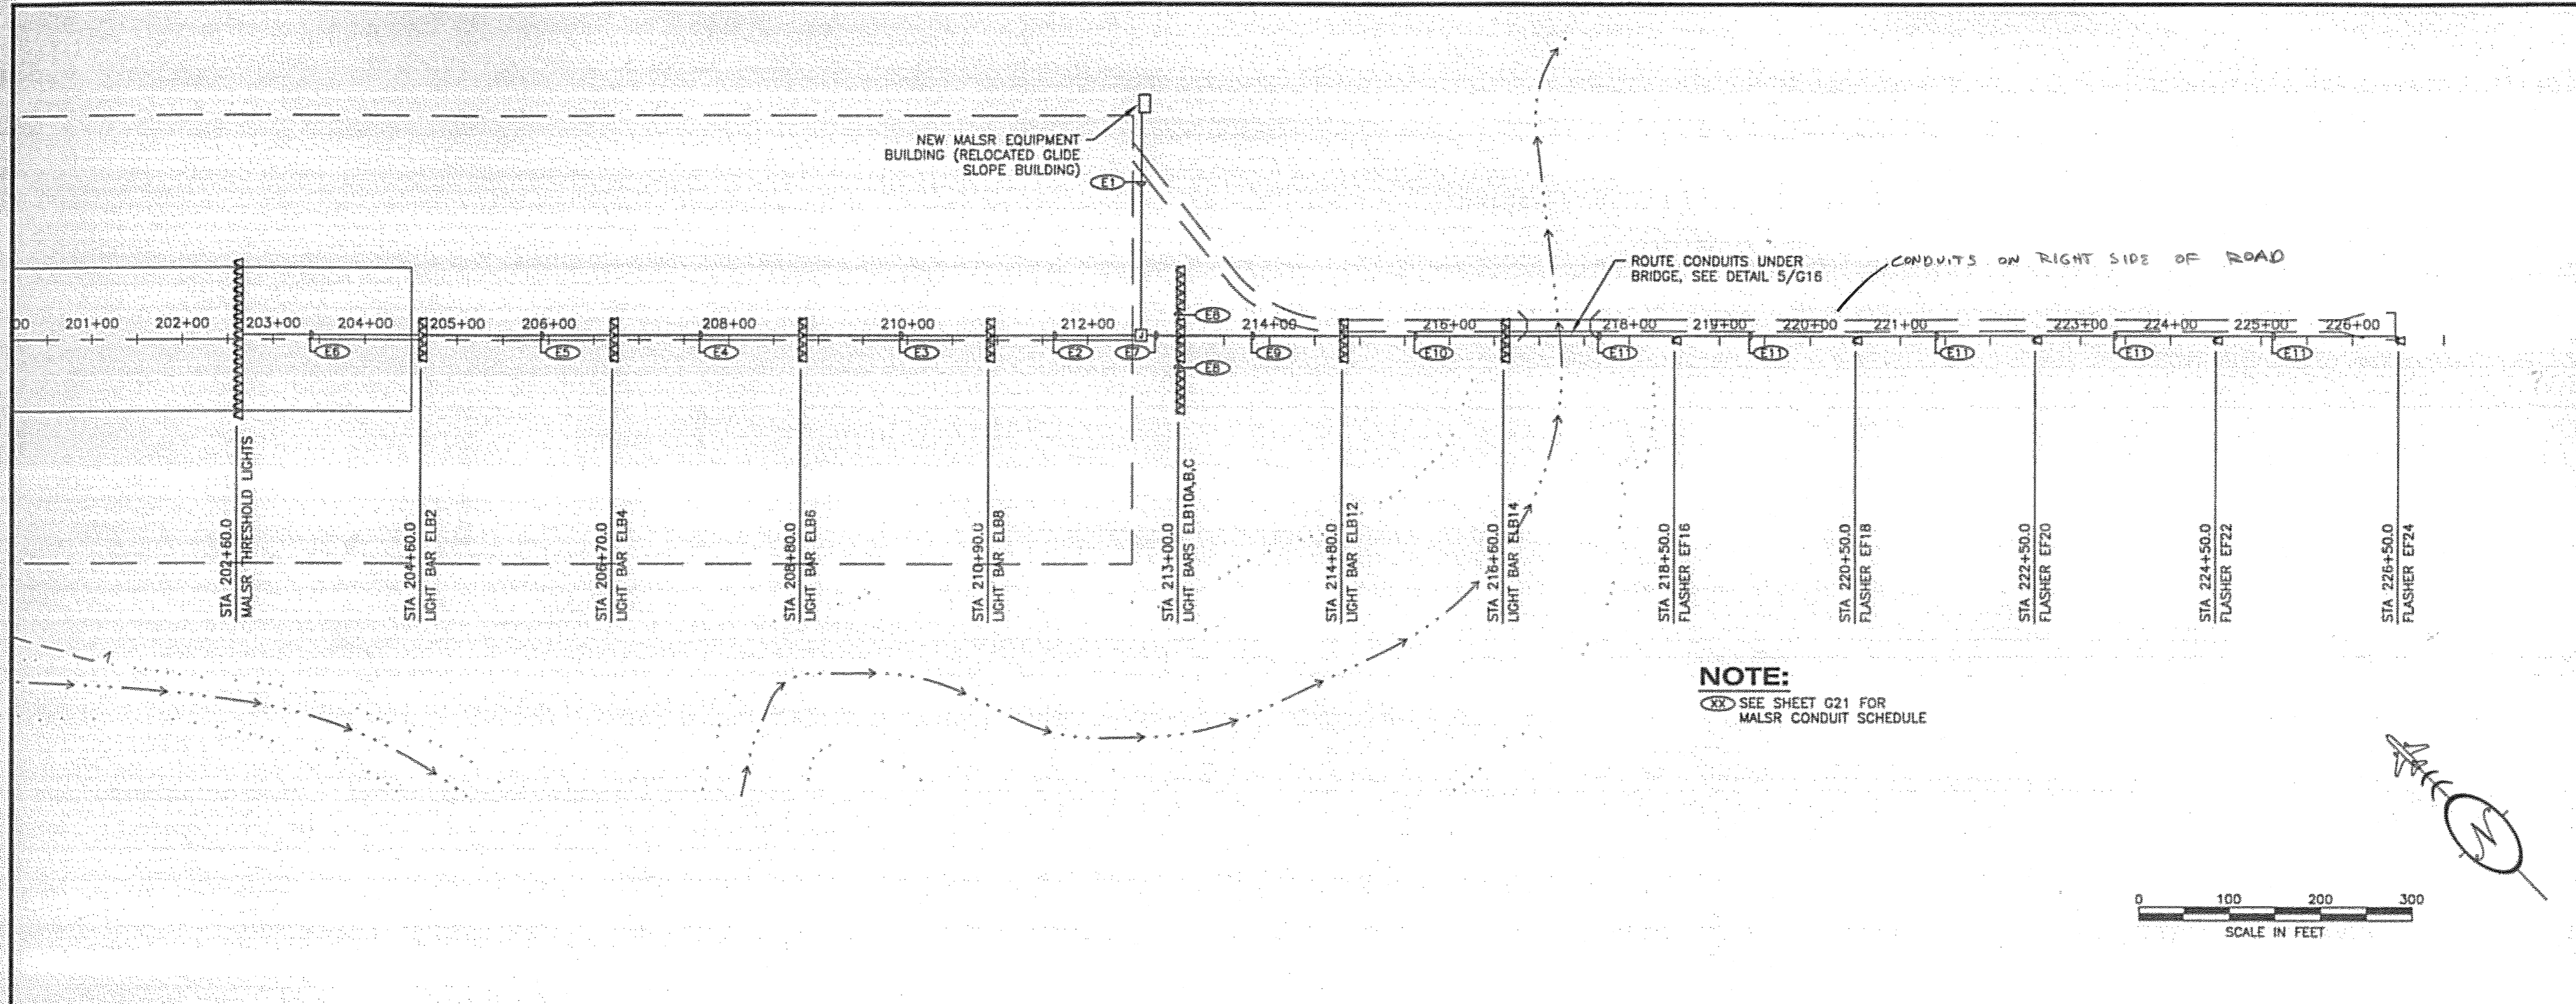 NEW MALSR EQUIPMENT
BUILDING (RELOCATED GLIDE
SLOPE BUILDING)
E1
ROUTE CONDUITS UNDER
BRIDGE, SEE DETAIL 5/G16
CONDUITS ON RIGHT SIDE OF ROAD
00 201+00 202+00 203+00 204+00 205+00 206+00 208+00 210+00 212+00 214+00 216+00 218+00 219+00 220+00 221+00 223+00 224+00 225+00 226+00
E8
E6 E5 E4 E3 E2 E7 E9 E10 E11 E11 E11 E11 E11
E8
STA 202+60.0
MALSR THRESHOLD LIGHTS
STA 204+60.0
LIGHT BAR ELB2
STA 206+70.0
LIGHT BAR ELB4
STA 208+80.0
LIGHT BAR ELB6
STA 210+90.0
LIGHT BAR ELB8
STA 213+00.0
LIGHT BARS ELB10A,B,C
STA 214+80.0
LIGHT BAR ELB12
STA 216+60.0
LIGHT BAR ELB14
STA 218+50.0
FLASHER EF16
STA 220+50.0
FLASHER EF18
STA 222+50.0
FLASHER EF20
STA 224+50.0
FLASHER EF22
STA 226+50.0
FLASHER EF24
NOTE:
XX SEE SHEET G21 FOR
MALSR CONDUIT SCHEDULE
N
0 100 200 300
SCALE IN FEET